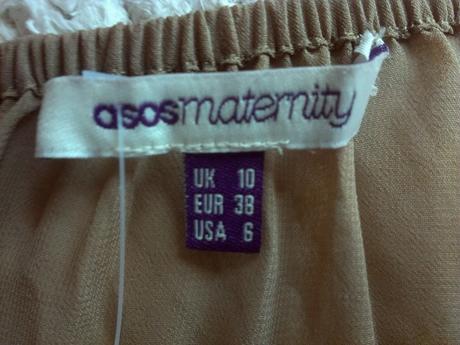 asosmaternity
UK 10
EUR 38
USA 6